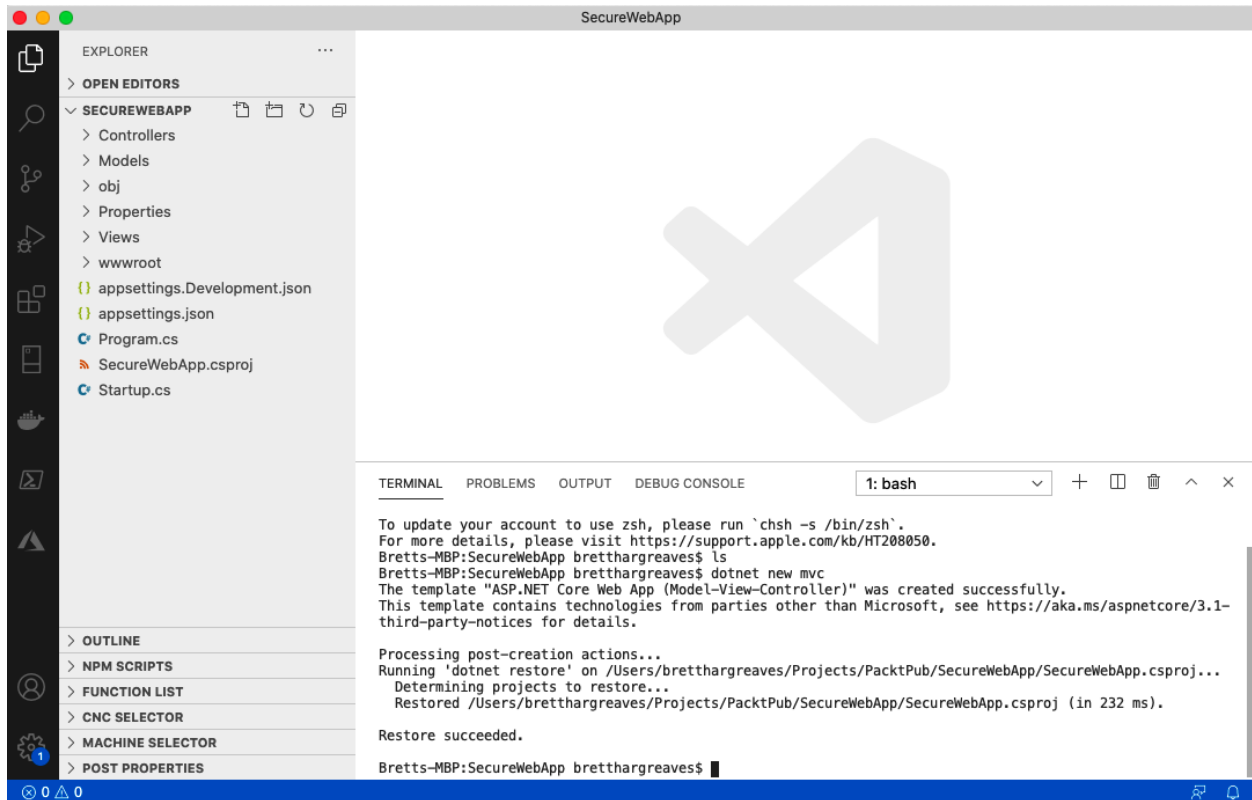 SecureWebApp
EXPLORER
OPEN EDITORS
SECUREWEBAPP
Controllers
Models
obj
Properties
Views
wwwroot
{} appsettings.Development.json
{} appsettings.json
C# Program.cs
SecureWebApp.csproj
C# Startup.cs
OUTLINE
NPM SCRIPTS
FUNCTION LIST
CNC SELECTOR
MACHINE SELECTOR
POST PROPERTIES
1
TERMINAL PROBLEMS OUTPUT DEBUG CONSOLE 1: bash
To update your account to use zsh, please run `chsh -s /bin/zsh`.
For more details, please visit https://support.apple.com/kb/HT208050.
Bretts-MBP:SecureWebApp bretthargreaves$ ls
Bretts-MBP:SecureWebApp bretthargreaves$ dotnet new mvc
The template "ASP.NET Core Web App (Model-View-Controller)" was created successfully.
This template contains technologies from parties other than Microsoft, see https://aka.ms/aspnetcore/3.1-
third-party-notices for details.
Processing post-creation actions...
Running 'dotnet restore' on /Users/bretthargreaves/Projects/PacktPub/SecureWebApp/SecureWebApp.csproj...
Determining projects to restore...
Restored /Users/bretthargreaves/Projects/PacktPub/SecureWebApp/SecureWebApp.csproj (in 232 ms).
Restore succeeded.
Bretts-MBP:SecureWebApp bretthargreaves$
0 0